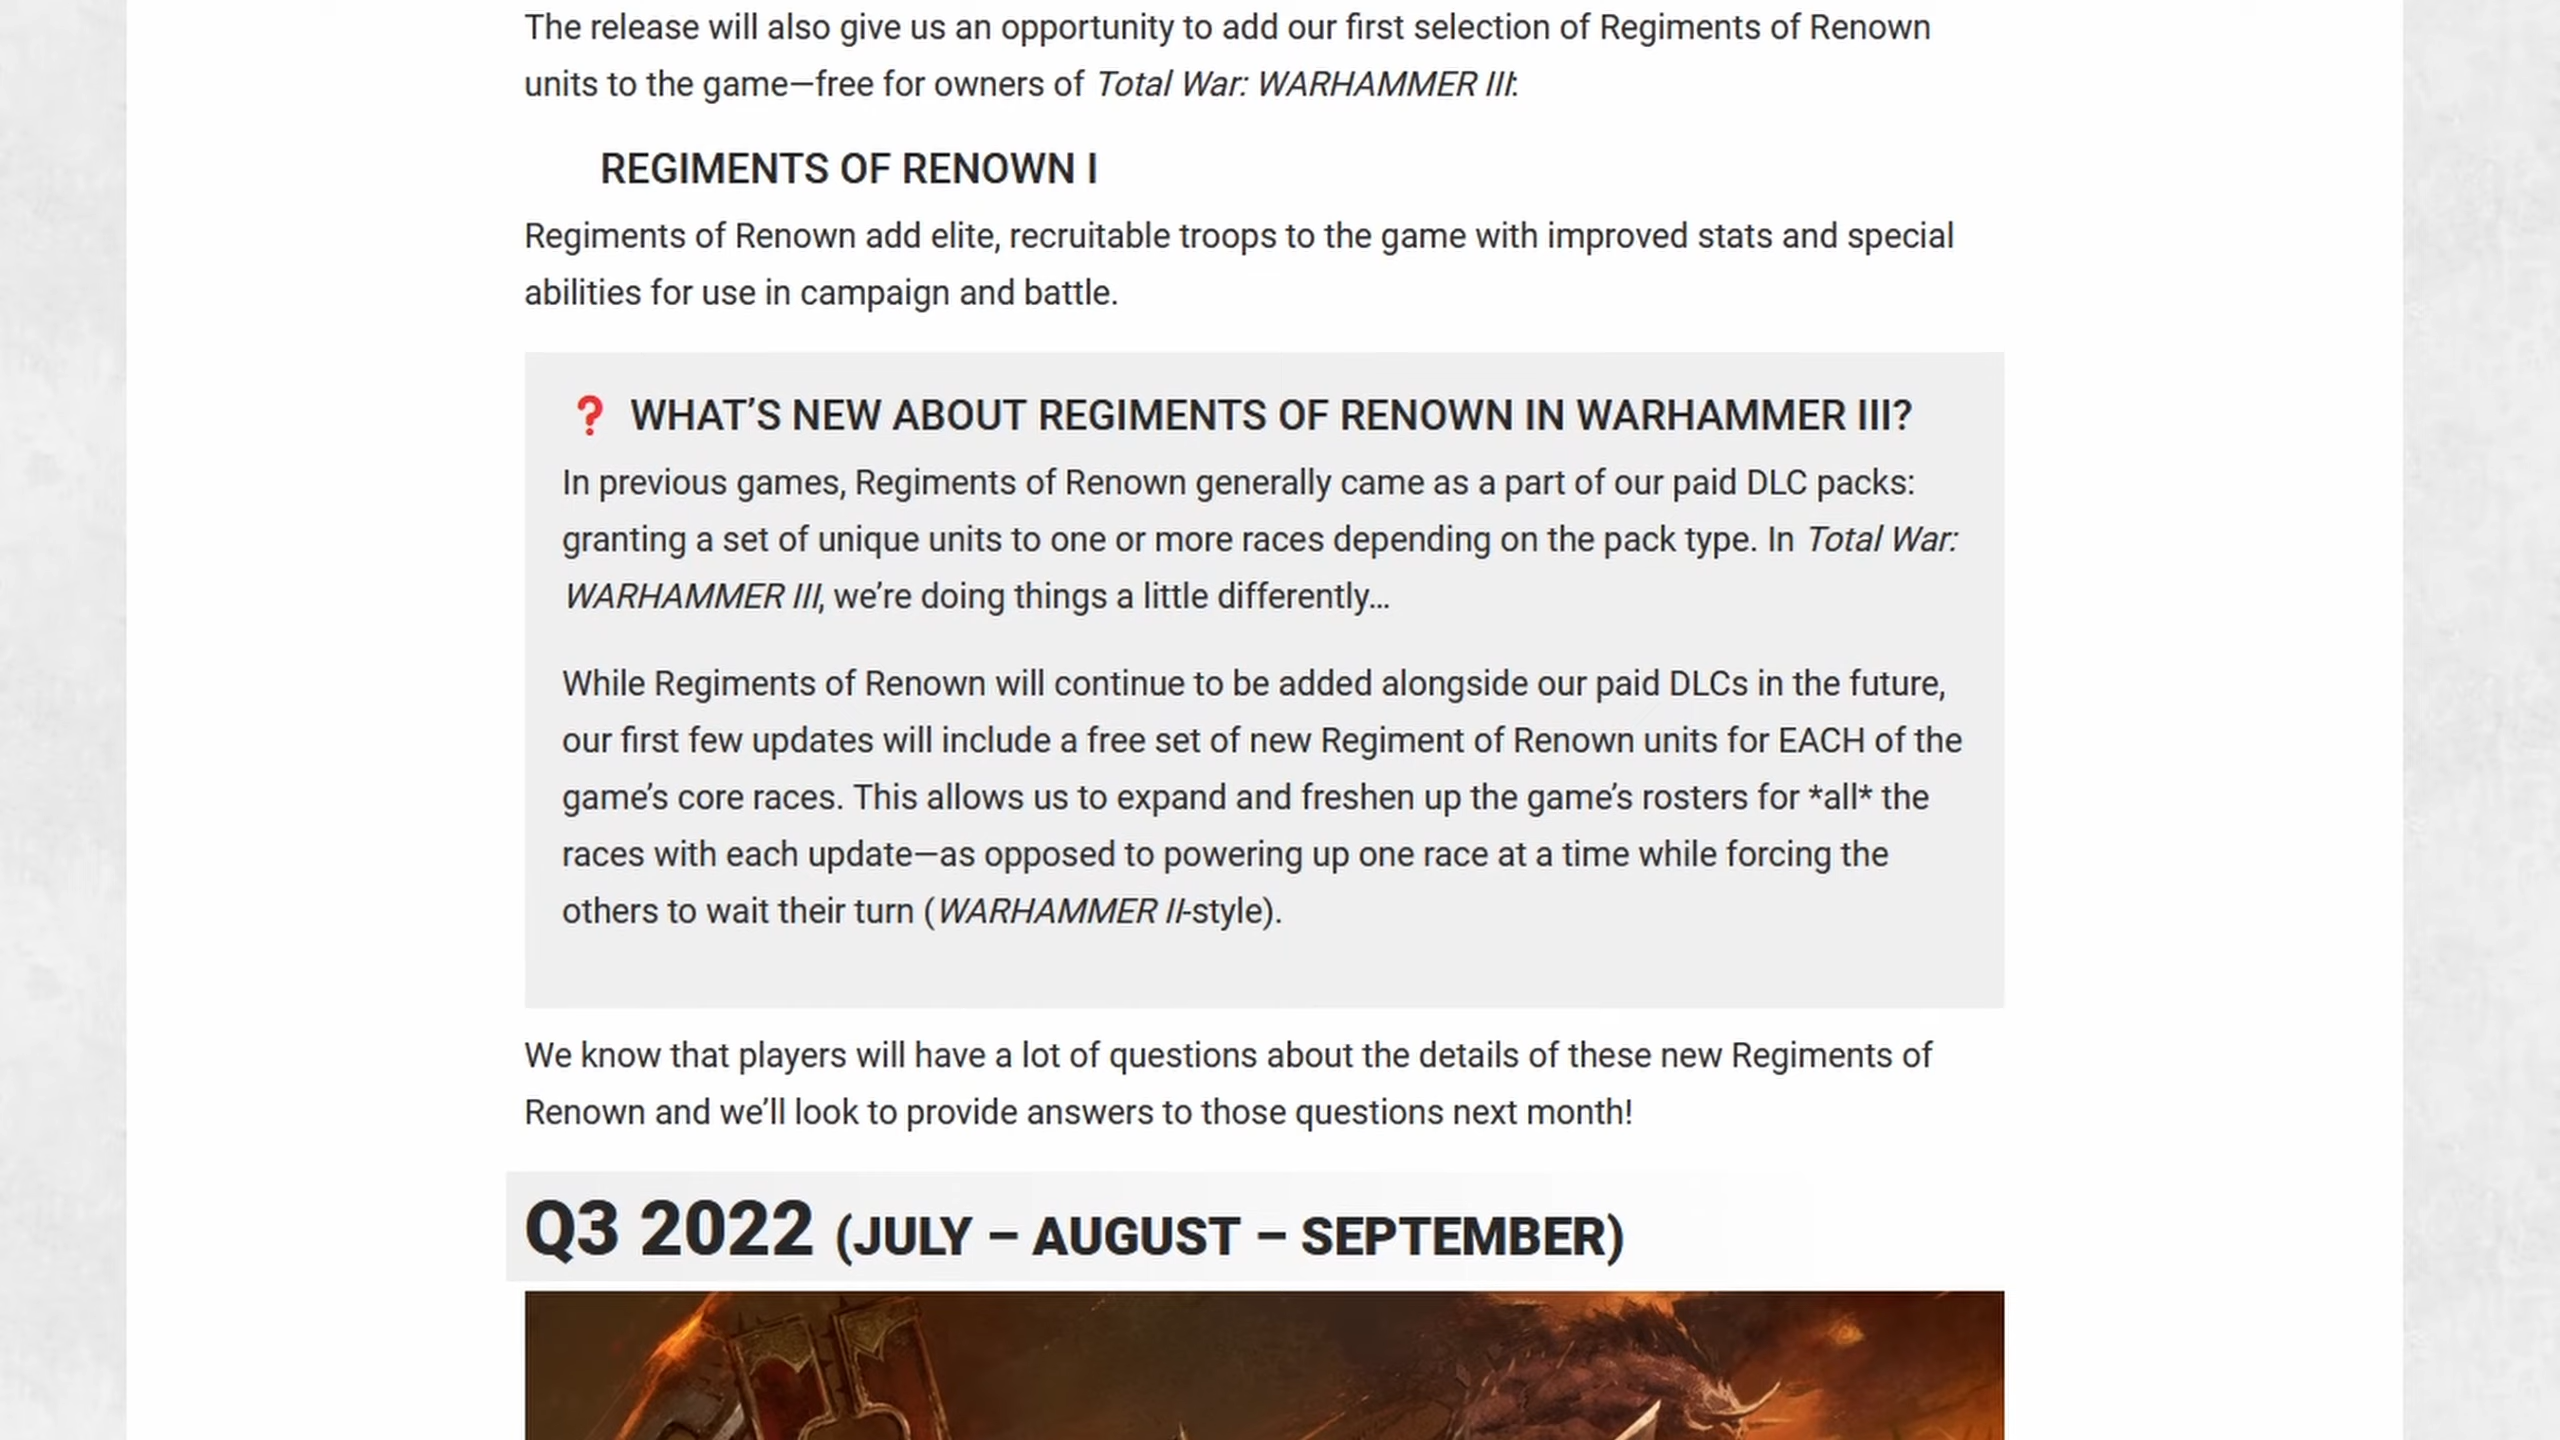 The release will also give us an opportunity to add our first selection of Regiments of Renown
units to the game—free for owners of Total War: WARHAMMER III:
REGIMENTS OF RENOWN I
Regiments of Renown add elite, recruitable troops to the game with improved stats and special
abilities for use in campaign and battle.
❓ WHAT’S NEW ABOUT REGIMENTS OF RENOWN IN WARHAMMER III?
In previous games, Regiments of Renown generally came as a part of our paid DLC packs:
granting a set of unique units to one or more races depending on the pack type. In Total War:
WARHAMMER III, we’re doing things a little differently…
While Regiments of Renown will continue to be added alongside our paid DLCs in the future,
our first few updates will include a free set of new Regiment of Renown units for EACH of the
game’s core races. This allows us to expand and freshen up the game’s rosters for *all* the
races with each update—as opposed to powering up one race at a time while forcing the
others to wait their turn (WARHAMMER II-style).
We know that players will have a lot of questions about the details of these new Regiments of
Renown and we’ll look to provide answers to those questions next month!
Q3 2022 (JULY – AUGUST – SEPTEMBER)